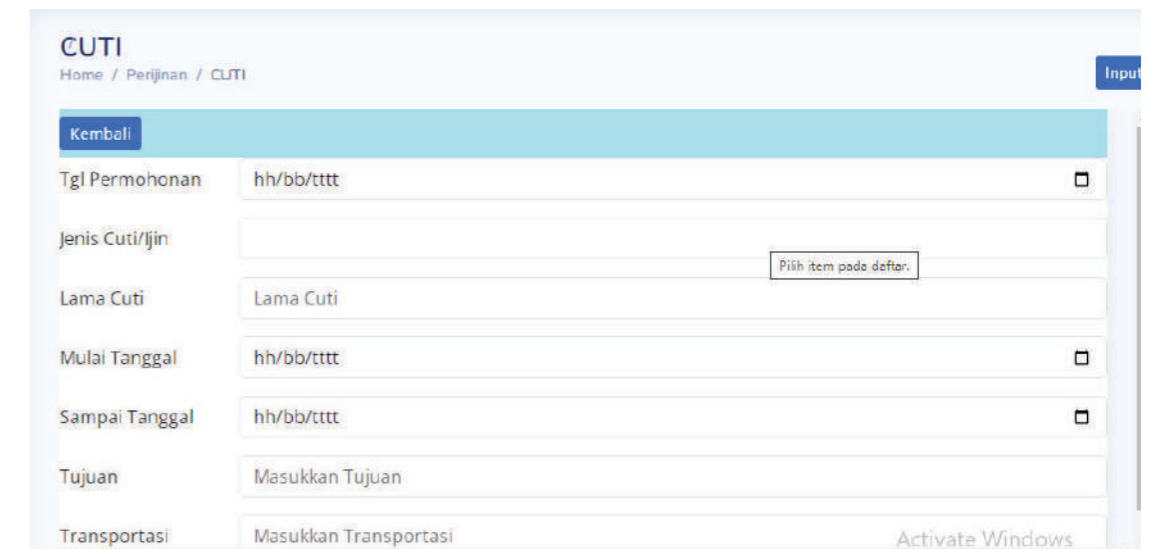 CUTI
Home / Perijinan / CUTI
Input
Kembali
Tgl Permohonan hh/bb/tttt
Jenis Cuti/Ijin
Pilih item pada daftar.
Lama Cuti Lama Cuti
Mulai Tanggal hh/bb/tttt
Sampai Tanggal hh/bb/tttt
Tujuan Masukkan Tujuan
Transportasi Masukkan Transportasi
Activate Windows